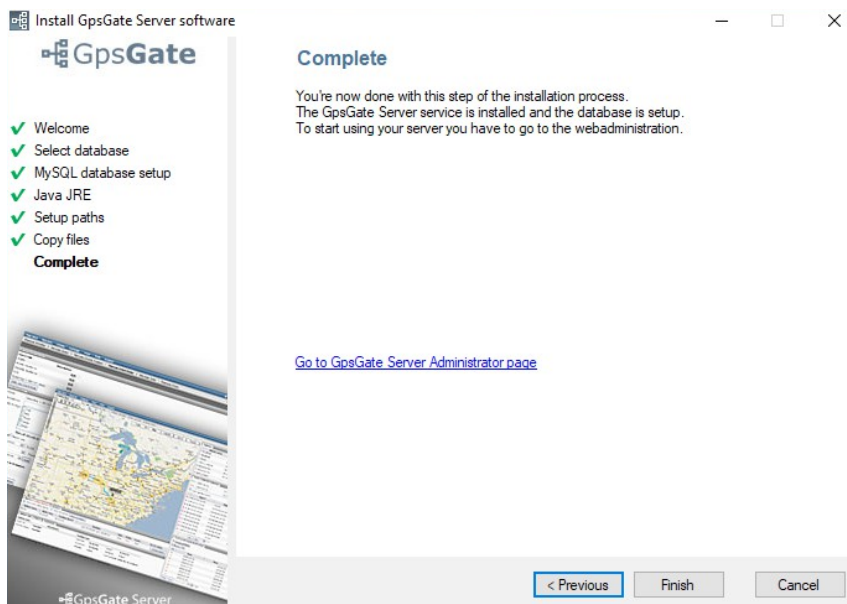 Install GpsGate Server software
GpsGate
Welcome
Select database
MySQL database setup
Java JRE
Setup paths
Copy files
Complete
Complete
You're now done with this step of the installation process.
The GpsGate Server service is installed and the database is setup.
To start using your server you have to go to the webadministration.
Go to GpsGate Server Administrator page
GpsGate Server
< Previous
Finish
Cancel